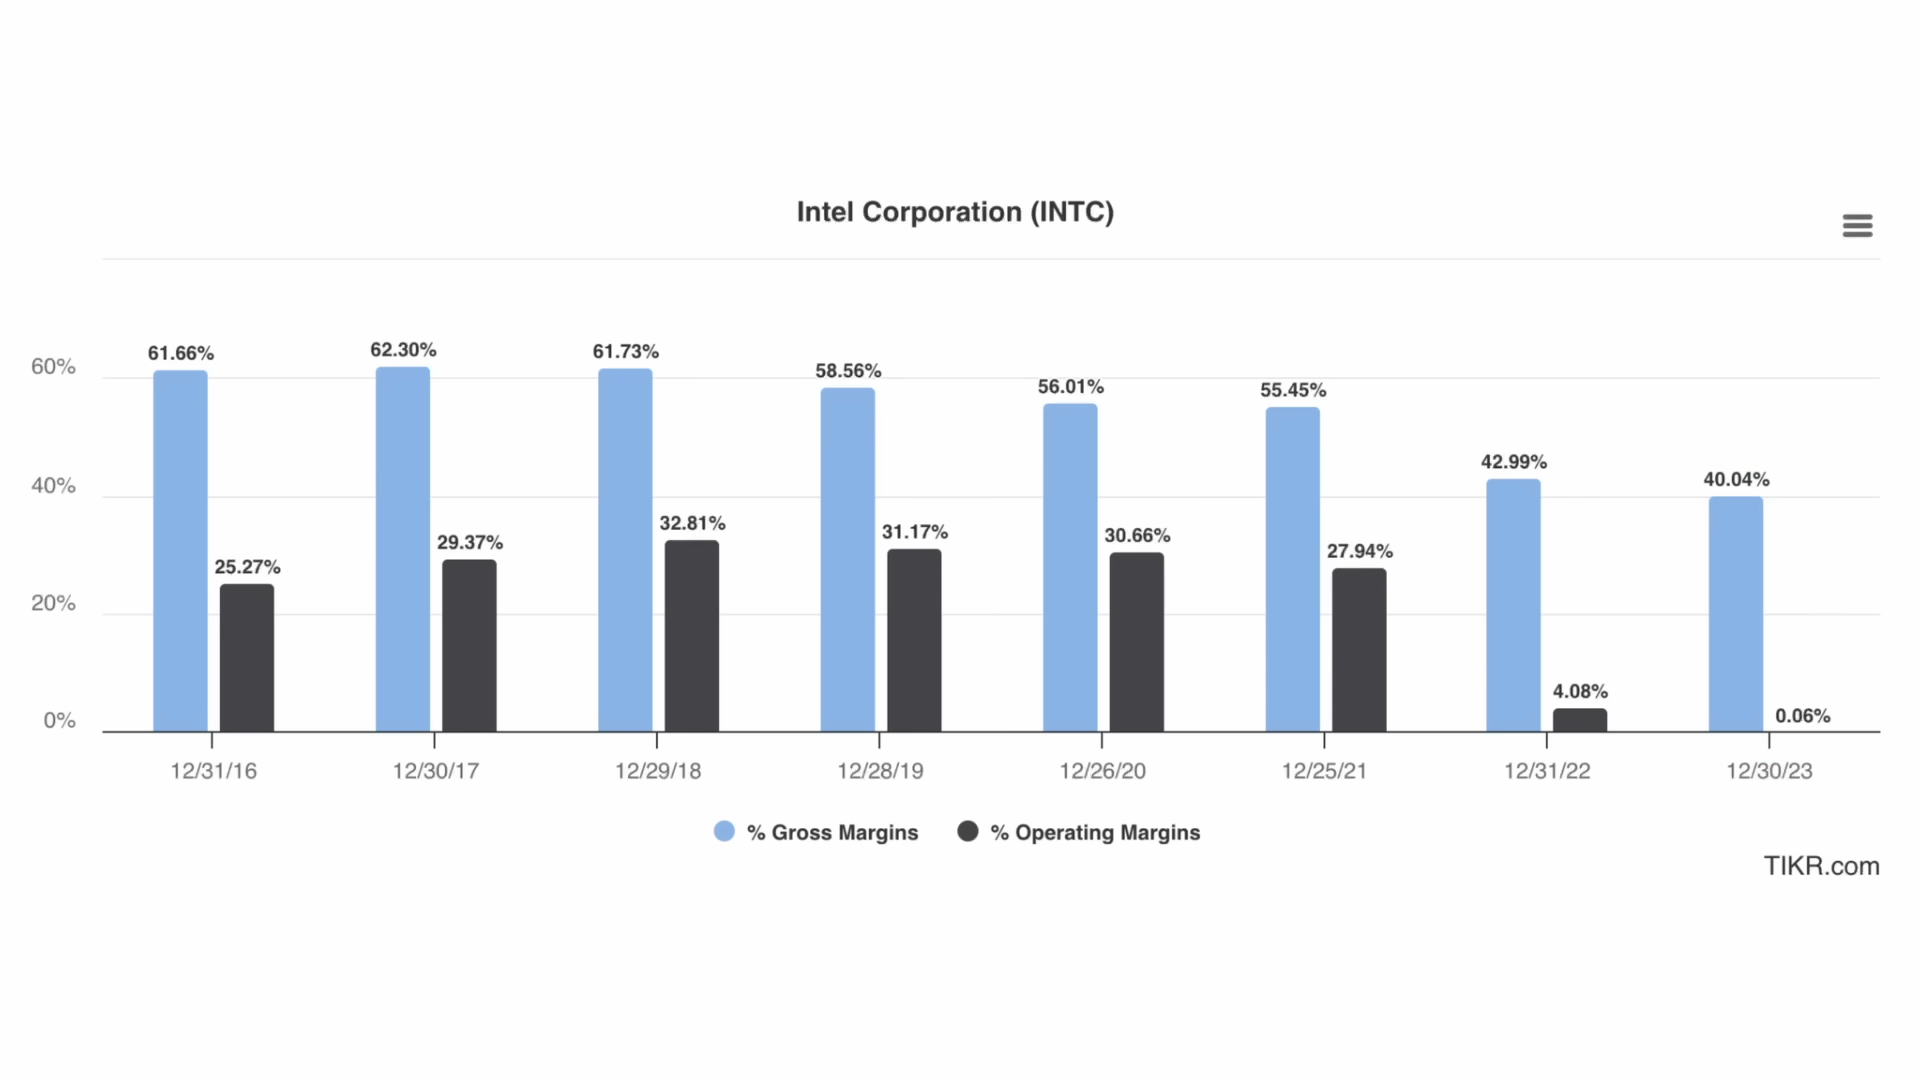 Intel Corporation (INTC)
61.66% 62.30% 61.73% 58.56% 56.01% 55.45% 42.99% 40.04%
25.27% 29.37% 32.81% 31.17% 30.66% 27.94% 4.08% 0.06%
60%
40%
20%
0%
12/31/16 12/30/17 12/29/18 12/28/19 12/26/20 12/25/21 12/31/22 12/30/23
% Gross Margins % Operating Margins
TIKR.com